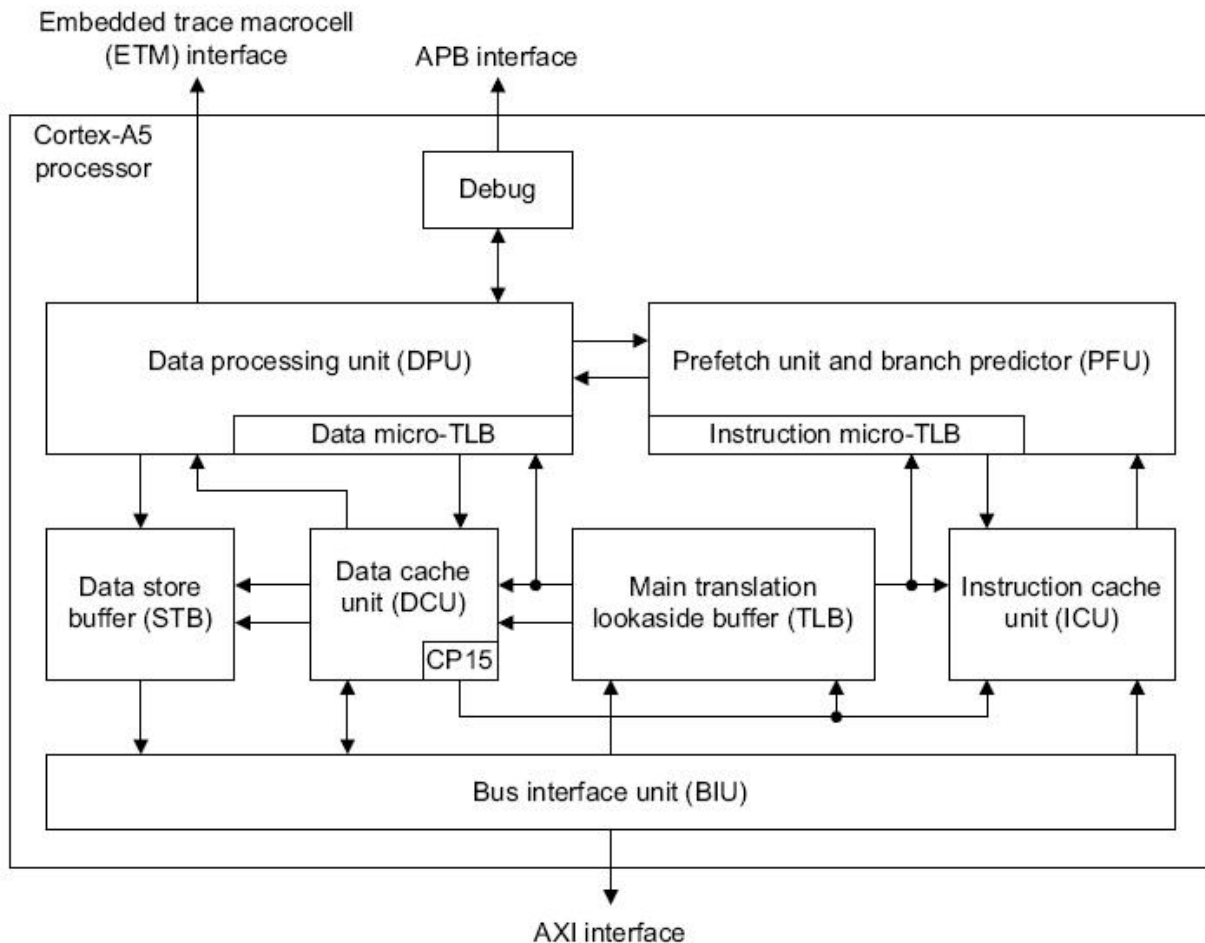 Embedded trace macrocell
(ETM) interface
APB interface
Cortex-A5
processor
Debug
Data processing unit (DPU)
Prefetch unit and branch predictor (PFU)
Data micro-TLB
Instruction micro-TLB
Data store
buffer (STB)
Data cache
unit (DCU)
CP15
Main translation
lookaside buffer (TLB)
Instruction cache
unit (ICU)
Bus interface unit (BIU)
AXI interface